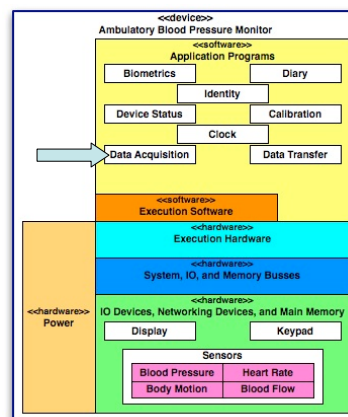 <<device>>
Ambulatory Blood Pressure Monitor
<<software>>
Application Programs
Biometrics
Diary
Identity
Device Status
Calibration
Clock
Data Acquisition
Data Transfer
<<software>>
Execution Software
<<hardware>>
Execution Hardware
<<hardware>>
System, IO, and Memory Busses
<<hardware>>
Power
<<hardware>>
IO Devices, Networking Devices, and Main Memory
Display
Keypad
Sensors
Blood Pressure
Heart Rate
Body Motion
Blood Flow